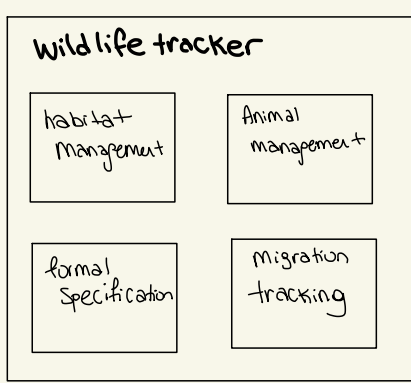 wildlife tracker
habitat
Management
Animal
management
formal
Specification
Migration
tracking